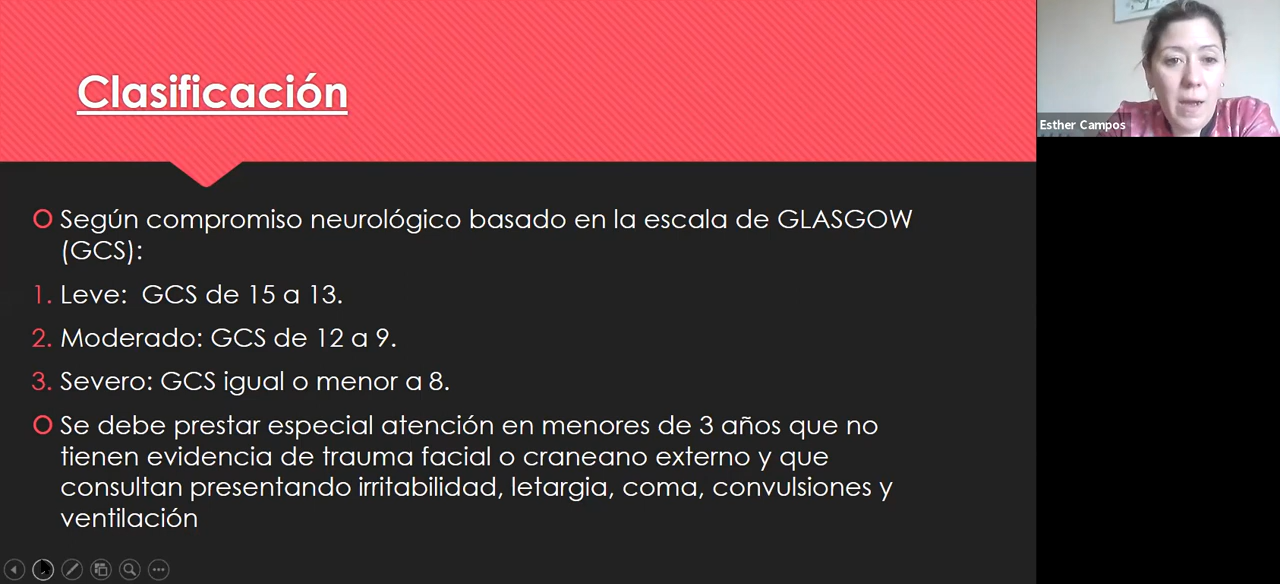 Clasificación
Esther Campos
O Según compromiso neurológico basado en la escala de GLASGOW
(GCS):
1. Leve:  GCS de 15 a 13.
2. Moderado: GCS de 12 a 9.
3. Severo: GCS igual o menor a 8.
O Se debe prestar especial atención en menores de 3 años que no
tienen evidencia de trauma facial o craneano externo y que
consultan presentando irritabilidad, letargia, coma, convulsiones y
ventilación